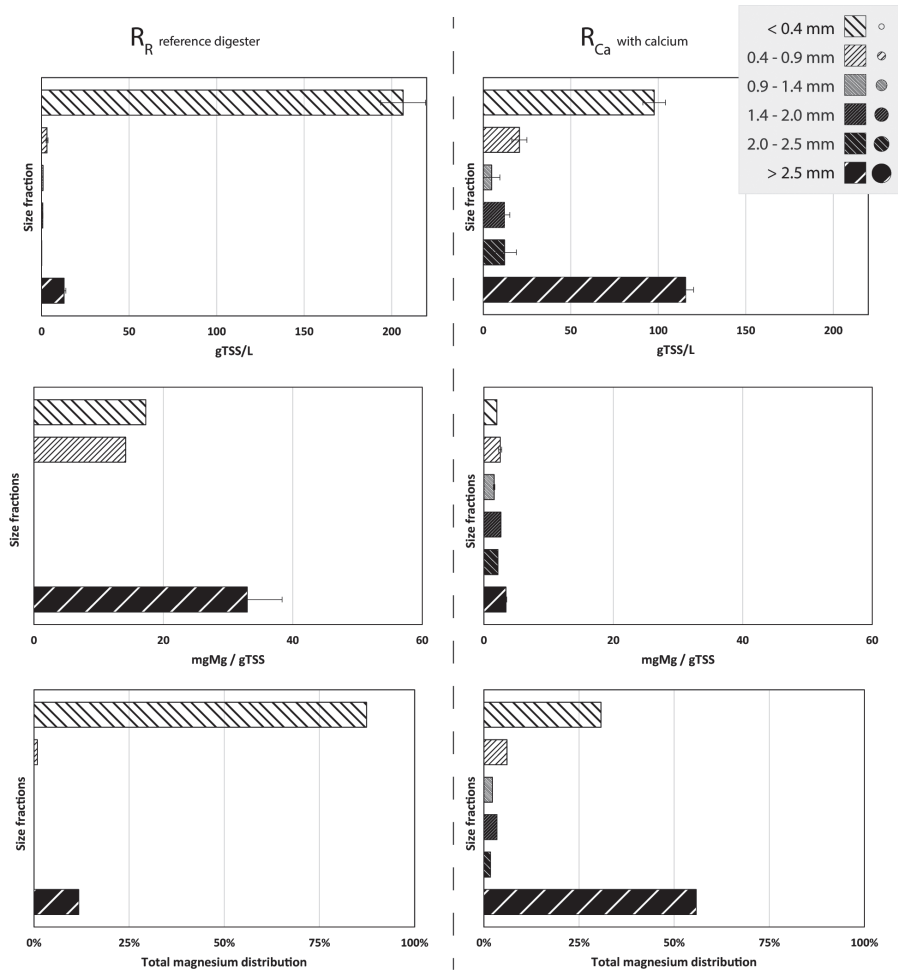 R_R reference digester
R_Ca with calcium
< 0.4 mm
0.4 - 0.9 mm
0.9 - 1.4 mm
1.4 - 2.0 mm
2.0 - 2.5 mm
> 2.5 mm
Size fraction
0 50 100 150 200
gTSS/L
Size fraction
0 50 100 150 200
gTSS/L
Size fractions
0 20 40 60
mgMg / gTSS
Size fractions
0 20 40 60
mgMg / gTSS
Size fractions
0% 25% 50% 75% 100%
Total magnesium distribution
Size fractions
0% 25% 50% 75% 100%
Total magnesium distribution